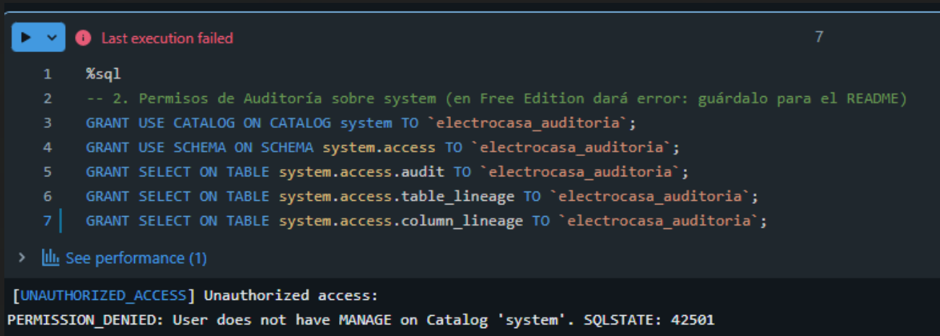 Last execution failed 7
1 %sql
2 -- 2. Permisos de Auditoría sobre system (en Free Edition dará error: guárdalo para el README)
3 GRANT USE CATALOG ON CATALOG system TO `electrocasa_auditoria`;
4 GRANT USE SCHEMA ON SCHEMA system.access TO `electrocasa_auditoria`;
5 GRANT SELECT ON TABLE system.access.audit TO `electrocasa_auditoria`;
6 GRANT SELECT ON TABLE system.access.table_lineage TO `electrocasa_auditoria`;
7 GRANT SELECT ON TABLE system.access.column_lineage TO `electrocasa_auditoria`;
See performance (1)
[UNAUTHORIZED_ACCESS] Unauthorized access:
PERMISSION_DENIED: User does not have MANAGE on Catalog 'system'. SQLSTATE: 42501